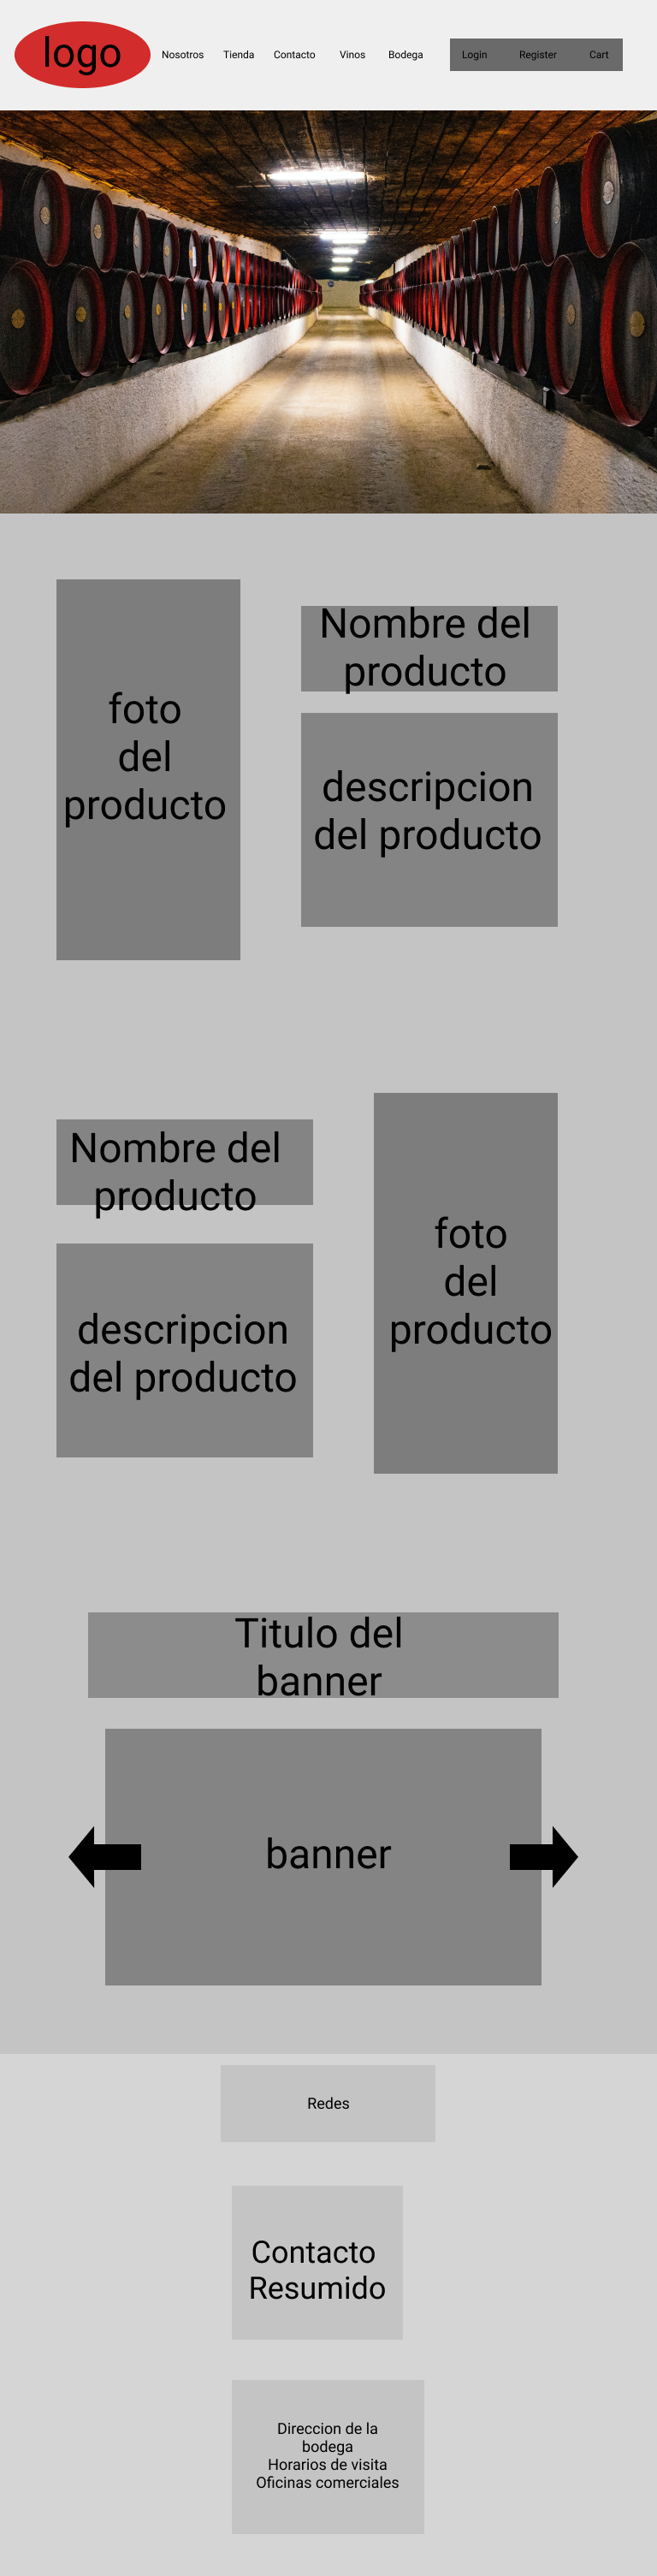 logo
Nosotros Tienda Contacto Vinos Bodega Login Register Cart
foto
del
producto
Nombre del
producto
descripcion
del producto
Nombre del
producto
descripcion
del producto
foto
del
producto
Titulo del
banner
banner
Redes
Contacto
Resumido
Direccion de la
bodega
Horarios de visita
Oficinas comerciales